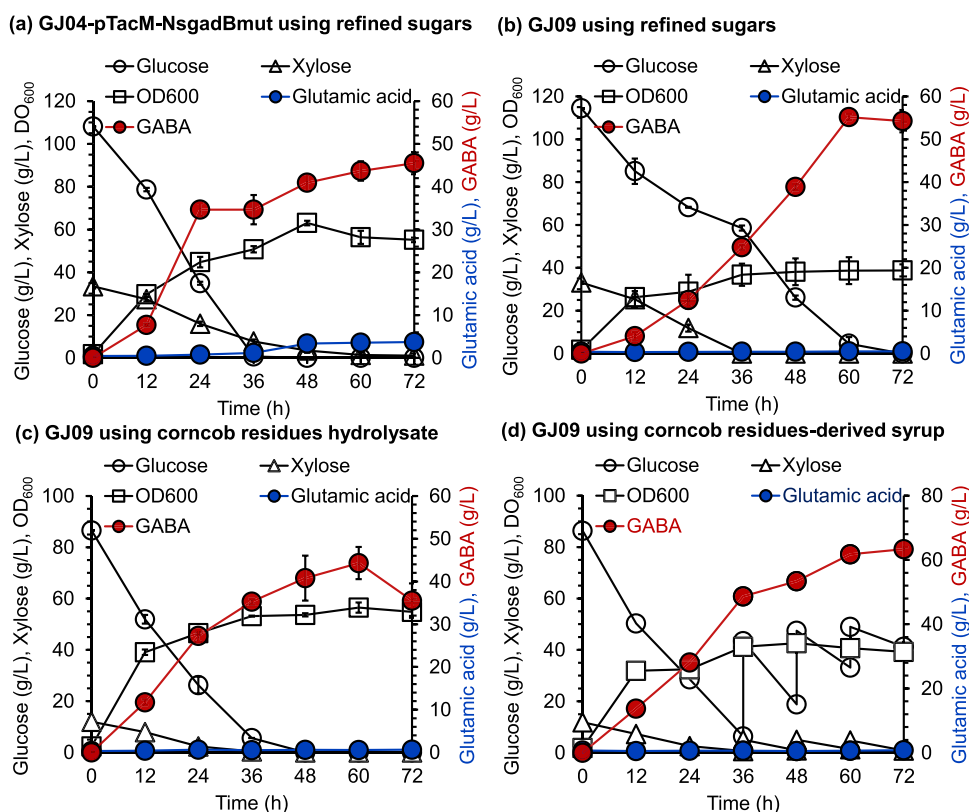 (a) GJ04-pTacM-NsgadBmut using refined sugars
Glucose
Xylose
OD600
Glutamic acid
GABA
Glucose (g/L), Xylose (g/L), DO600
120
100
80
60
40
20
0
60
50
40
30
20
10
0
Glutamic acid (g/L), GABA (g/L)
0 12 24 36 48 60 72
Time (h)
(b) GJ09 using refined sugars
Glucose
Xylose
OD600
Glutamic acid
GABA
Glucose (g/L), Xylose (g/L), OD600
120
100
80
60
40
20
0
60
50
40
30
20
10
0
Glutamic acid (g/L), GABA (g/L)
0 12 24 36 48 60 72
Time (h)
(c) GJ09 using corncob residues hydrolysate
Glucose
Xylose
OD600
Glutamic acid
GABA
Glucose (g/L), Xylose (g/L), OD600
100
80
60
40
20
0
60
50
40
30
20
10
0
Glutamic acid (g/L), GABA (g/L)
0 12 24 36 48 60 72
Time (h)
(d) GJ09 using corncob residues-derived syrup
Glucose
Xylose
OD600
Glutamic acid
GABA
Glucose (g/L), Xylose (g/L), DO600
100
80
60
40
20
0
80
60
40
20
0
Glutamic acid (g/L), GABA (g/L)
0 12 24 36 48 60 72
Time (h)